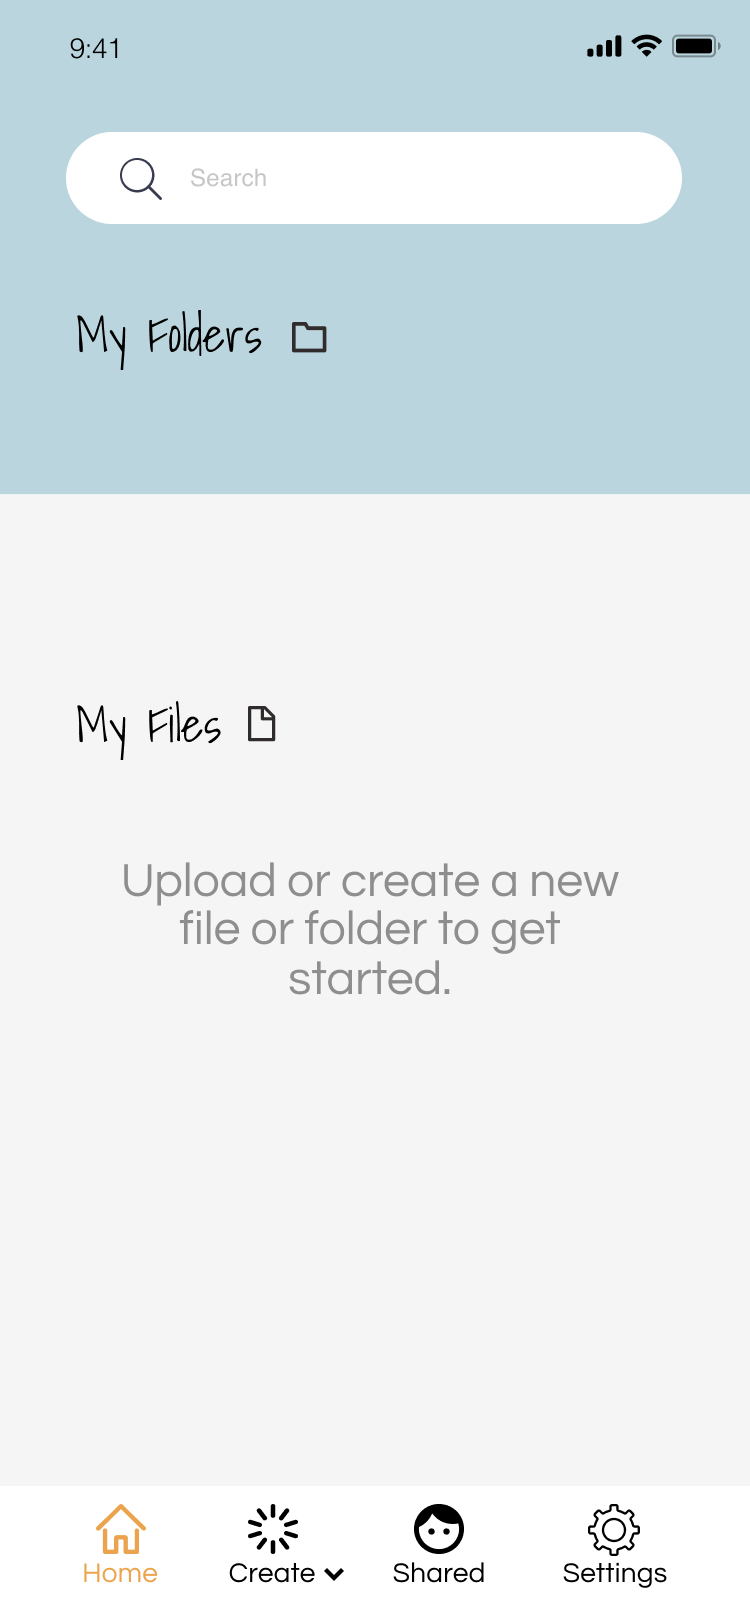 9:41
Search
My Folders
My Files
Upload or create a new
file or folder to get
started.
Home
Create
Shared
Settings